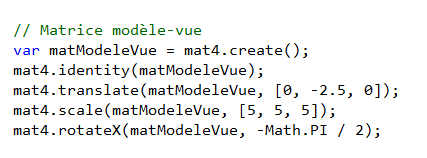 // Matrice modèle-vue
var matModeleVue = mat4.create();
mat4.identity(matModeleVue);
mat4.translate(matModeleVue, [0, -2.5, 0]);
mat4.scale(matModeleVue, [5, 5, 5]);
mat4.rotateX(matModeleVue, -Math.PI / 2);